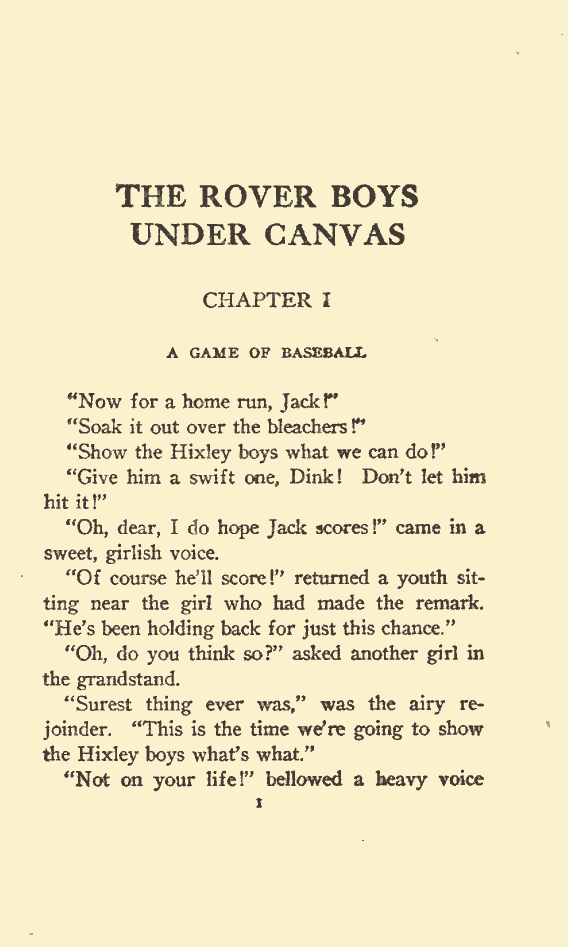 THE ROVER BOYS
UNDER CANVAS
CHAPTER I
A GAME OF BASEBALL
"Now for a home run, Jack!"
"Soak it out over the bleachers!"
"Show the Hixley boys what we can do!"
"Give him a swift one, Dink! Don't let him
hit it!"
"Oh, dear, I do hope Jack scores!" came in a
sweet, girlish voice.
"Of course he'll score!" returned a youth sit-
ting near the girl who had made the remark.
"He's been holding back for just this chance."
"Oh, do you think so?" asked another girl in
the grandstand.
"Surest thing ever was," was the airy re-
joinder. "This is the time we're going to show
the Hixley boys what's what."
"Not on your life!" bellowed a heavy voice
1